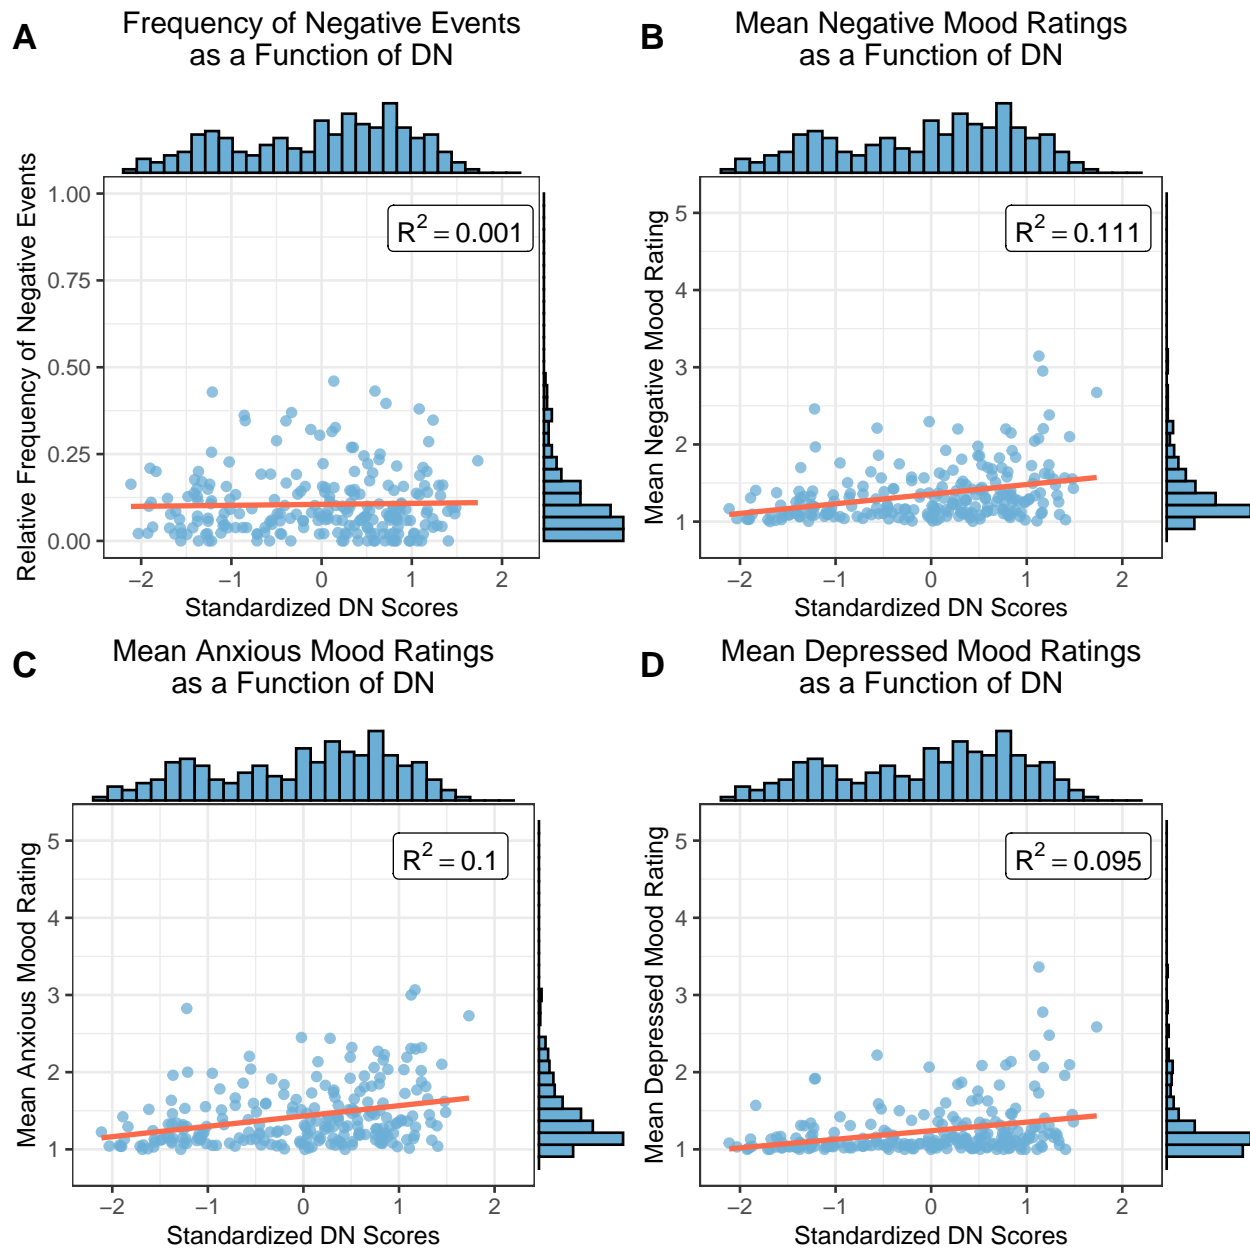 A
Frequency of Negative Events
as a Function of DN
Relative Frequency of Negative Events
1.00
0.75
0.50
0.25
0.00
R² = 0.001
−2 −1 0 1 2
Standardized DN Scores
B
Mean Negative Mood Ratings
as a Function of DN
Mean Negative Mood Rating
5
4
3
2
1
R² = 0.111
−2 −1 0 1 2
Standardized DN Scores
C
Mean Anxious Mood Ratings
as a Function of DN
Mean Anxious Mood Rating
5
4
3
2
1
R² = 0.1
−2 −1 0 1 2
Standardized DN Scores
D
Mean Depressed Mood Ratings
as a Function of DN
Mean Depressed Mood Rating
5
4
3
2
1
R² = 0.095
−2 −1 0 1 2
Standardized DN Scores